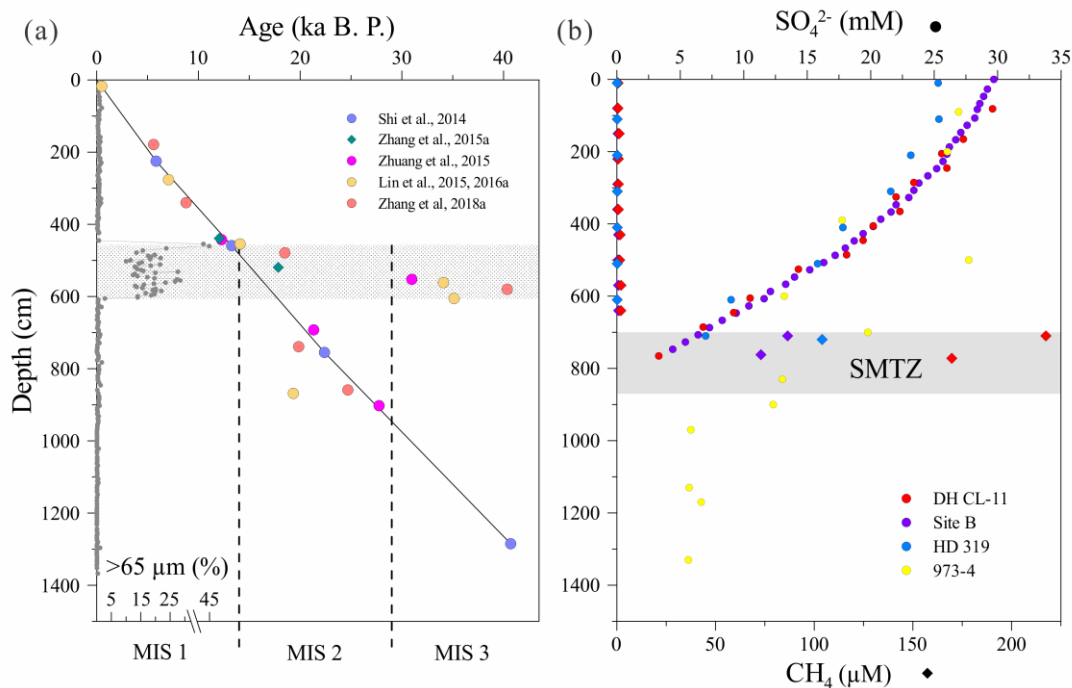 (a)
Age (ka B. P.)
0 10 20 30 40
0
200
400
600
800
1000
1200
1400
Depth (cm)
Shi et al., 2014
Zhang et al., 2015a
Zhuang et al., 2015
Lin et al., 2015, 2016a
Zhang et al, 2018a
>65 µm (%)
5 15 25 45
MIS 1 MIS 2 MIS 3
(b)
SO₄²⁻ (mM)
0 5 10 15 20 25 30 35
0
200
400
600
800
1000
1200
1400
SMTZ
DH CL-11
Site B
HD 319
973-4
50 100 150 200
CH₄ (µM)